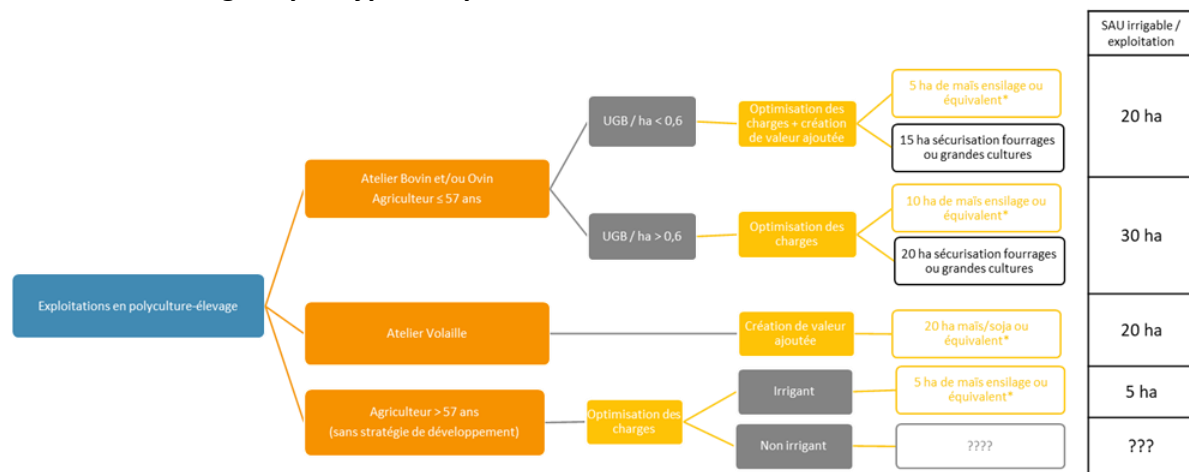 SAU irrigable /
exploitation
5 ha de maïs ensilage ou
équivalent*
UGB / ha < 0,6
Optimisation des
charges + création
de valeur ajoutée
20 ha
15 ha sécurisation fourrages
ou grandes cultures
Atelier Bovin et/ou Ovin
Agriculteur ≤ 57 ans
10 ha de maïs ensilage ou
équivalent*
UGB / ha > 0,6
Optimisation des
charges
30 ha
20 ha sécurisation fourrages
ou grandes cultures
Exploitations en polyculture-élevage
Atelier Volaille
Création de valeur
ajoutée
20 ha maïs/soja ou
équivalent*
20 ha
Irrigant
5 ha de maïs ensilage ou
équivalent*
5 ha
Agriculteur > 57 ans
(sans stratégie de développement)
Optimisation des
charges
Non irrigant
????
???